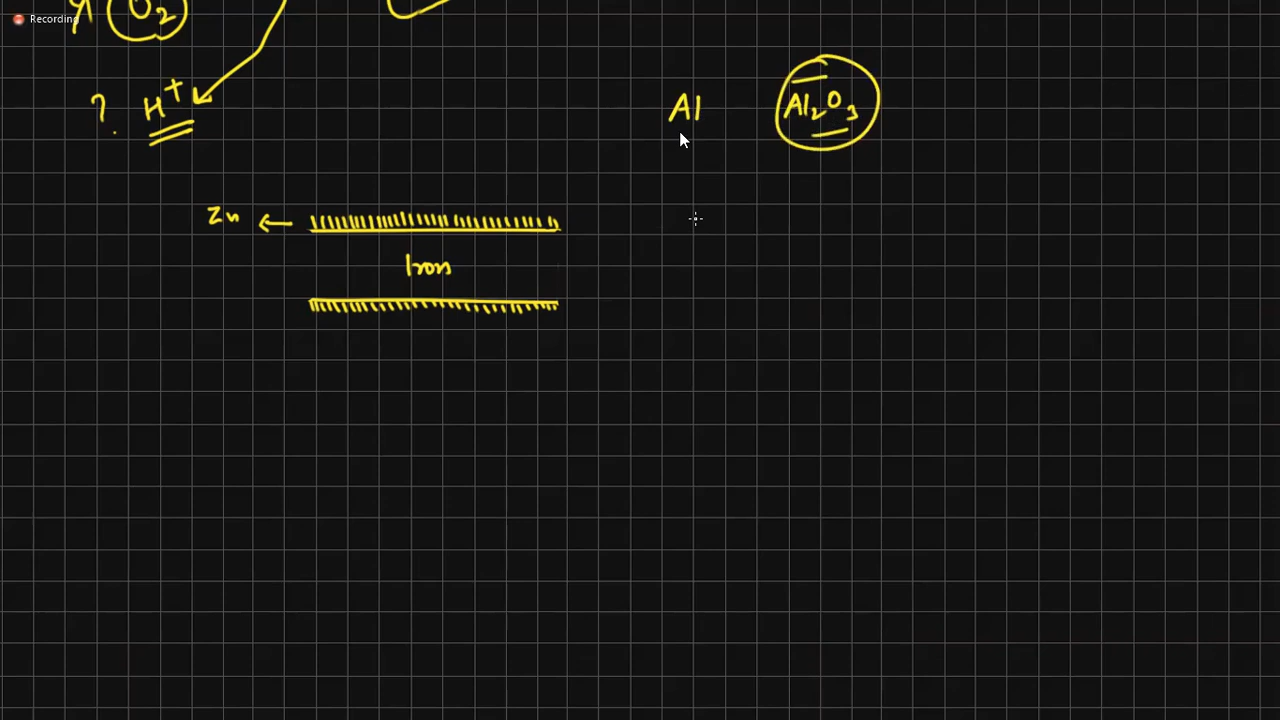 Recording
O2
? H+
Al Al2O3
Zn ←
Iron